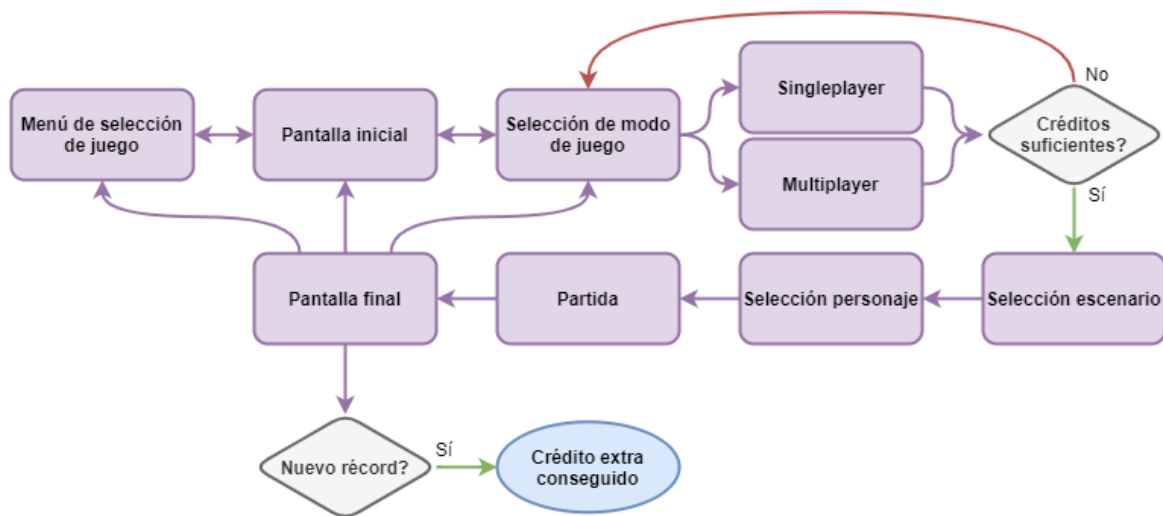 No
Singleplayer
Menú de selección
de juego
Pantalla inicial
Selección de modo
de juego
Créditos
suficientes?
Multiplayer
Sí
Pantalla final
Partida
Selección personaje
Selección escenario
Nuevo récord?
Sí
Crédito extra
conseguido